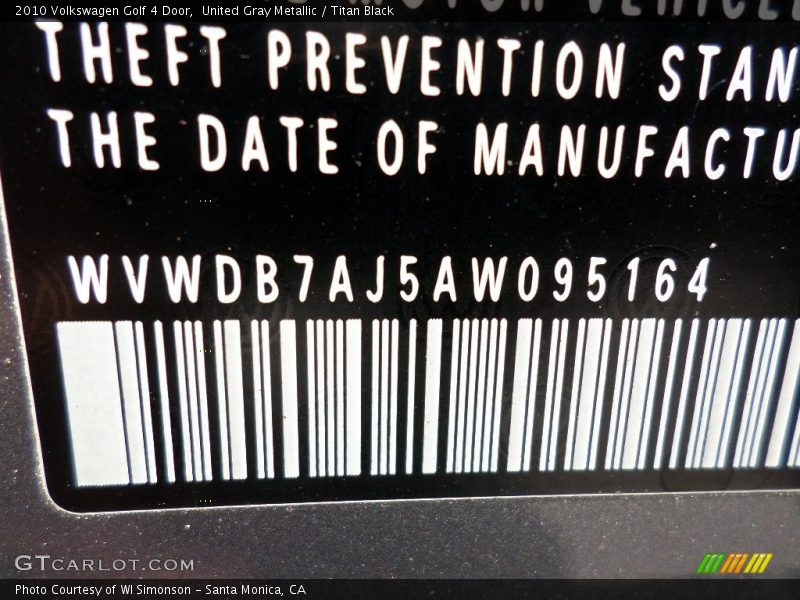 2010 Volkswagen Golf 4 Door, United Gray Metallic / Titan Black
THEFT PREVENTION STAN
THE DATE OF MANUFACTU
WVWDB7AJ5AW095164
GTCARLOT.COM
Photo Courtesy of WI Simonson - Santa Monica, CA